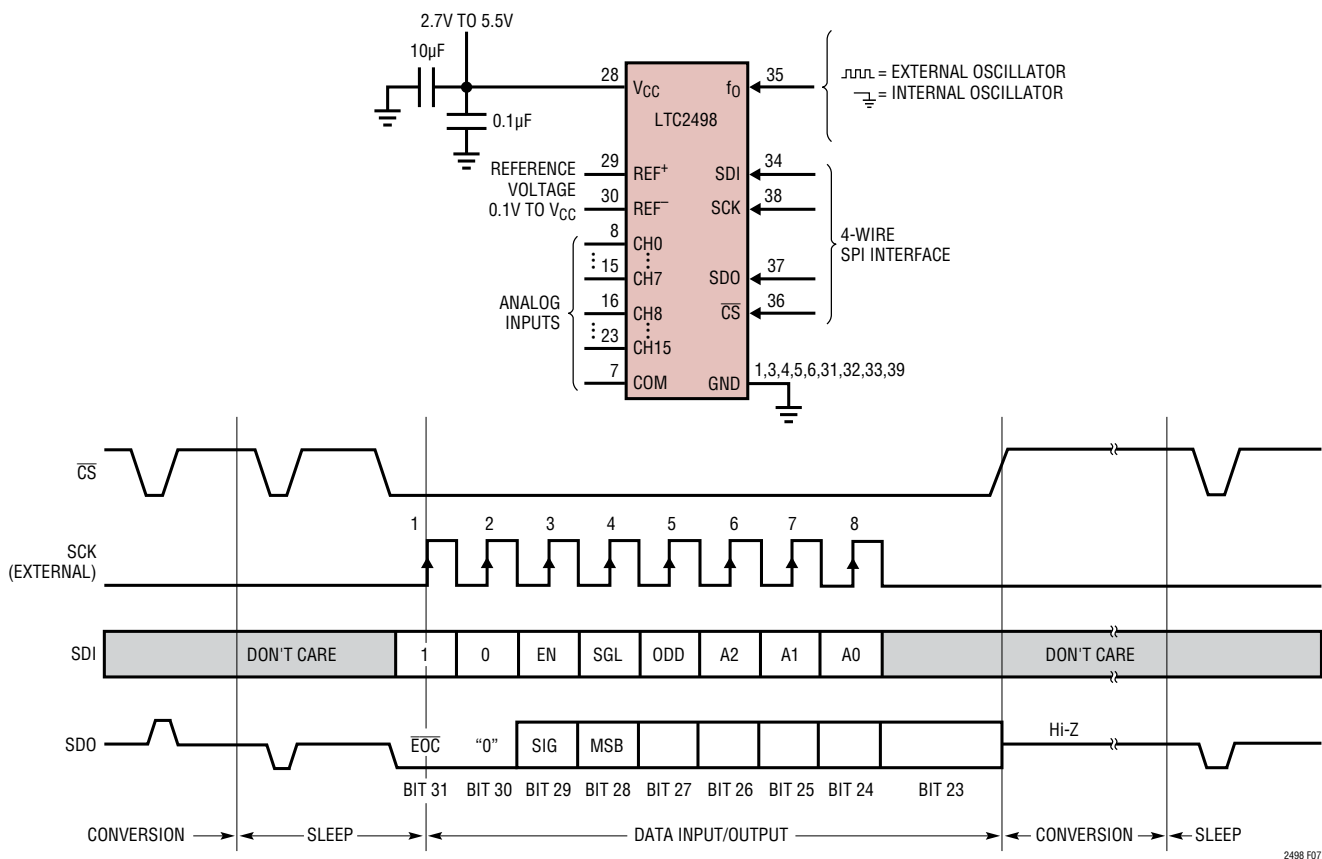 2.7V TO 5.5V
10µF
0.1µF
28
VCC
fO
35
= EXTERNAL OSCILLATOR
= INTERNAL OSCILLATOR
LTC2498
REFERENCE
VOLTAGE
0.1V TO VCC
29
REF+
30
REF−
SDI
34
SCK
38
4-WIRE
SPI INTERFACE
ANALOG
INPUTS
8
CH0
15
CH7
16
CH8
23
CH15
7
COM
SDO
37
CS
36
GND
1,3,4,5,6,31,32,33,39
CS
SCK
(EXTERNAL)
1 2 3 4 5 6 7 8
SDI
DON'T CARE 1 0 EN SGL ODD A2 A1 A0 DON'T CARE
SDO
EOC “0” SIG MSB Hi-Z
BIT 31 BIT 30 BIT 29 BIT 28 BIT 27 BIT 26 BIT 25 BIT 24 BIT 23
CONVERSION SLEEP DATA INPUT/OUTPUT CONVERSION SLEEP
2498 F07